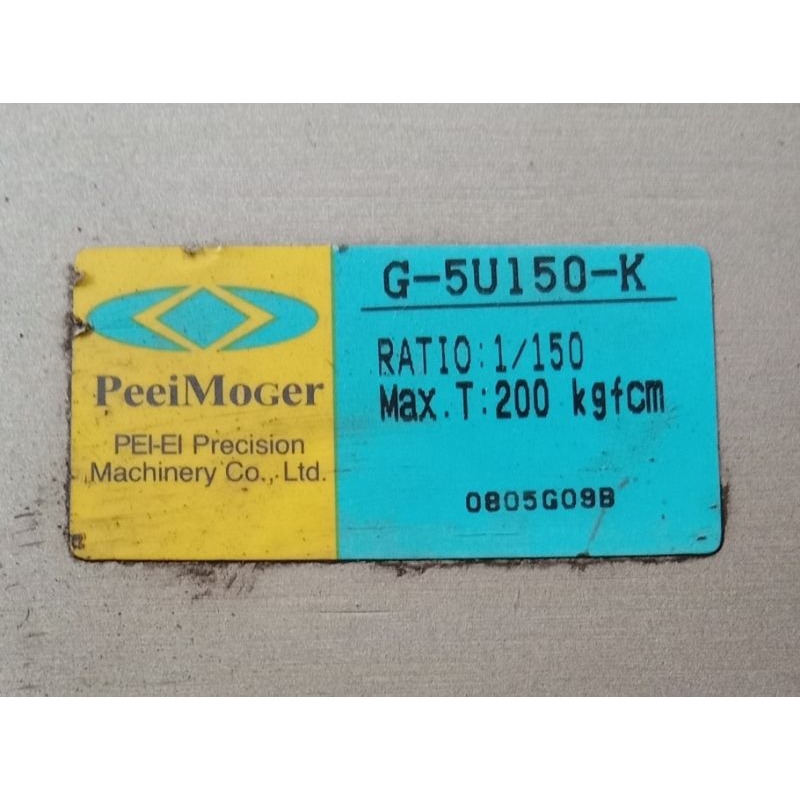 PeeiMoger
PEI-EI Precision
Machinery Co., Ltd.
G-5U150-K
RATIO:1/150
Max.T:200 kgfcm
0805G09B